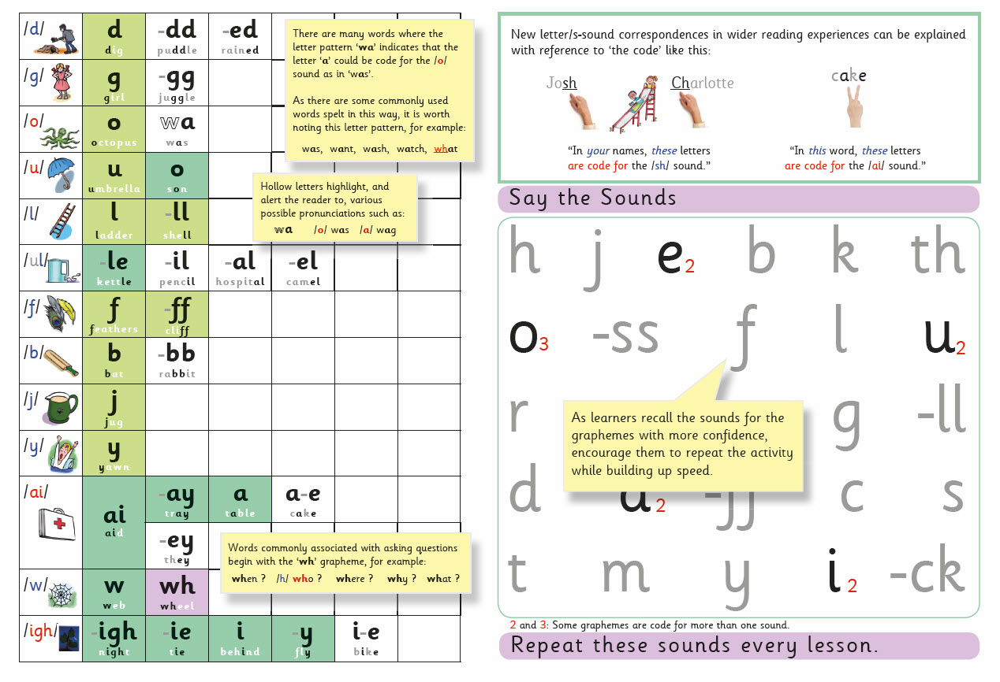 /d/ d -dd -ed
dig puddle rained
/g/ g -gg
girl juggle
/o/ o wa
octopus was
/u/ u o
umbrella son
/l/ l -ll
ladder shell
/ul/ -le -il -al -el
kettle pencil hospital camel
/f/ f -ff
feathers cliff
/b/ b -bb
bat rabbit
/j/ j
jug
/y/ y
yawn
/ai/ ai -ay a a-e
aid tray table cake
-ey
they
/w/ w wh
web wheel
/igh/ -igh -ie i -y i-e
night tie behind fly bike
There are many words where the
letter pattern ‘wa’ indicates that the
letter ‘a’ could be code for the /o/
sound as in ‘was’.
As there are some commonly used
words spelt in this way, it is worth
noting this letter pattern, for example:
was, want, wash, watch, what
Hollow letters highlight, and
alert the reader to, various
possible pronunciations such as:
wa /o/ was /a/ wag
Words commonly associated with asking questions
begin with the ‘wh’ grapheme, for example:
when ? /h/ who ? where ? why ? what ?
New letter/s-sound correspondences in wider reading experiences can be explained
with reference to ‘the code’ like this:
Josh Charlotte cake
“In your names, these letters
are code for the /sh/ sound.”
“In this word, these letters
are code for the /ai/ sound.”
Say the Sounds
h j e2 b k th
o3 -ss f l u2
r g -ll
d a2 -ff c s
t m y i2 -ck
As learners recall the sounds for the
graphemes with more confidence,
encourage them to repeat the activity
while building up speed.
2 and 3: Some graphemes are code for more than one sound.
Repeat these sounds every lesson.